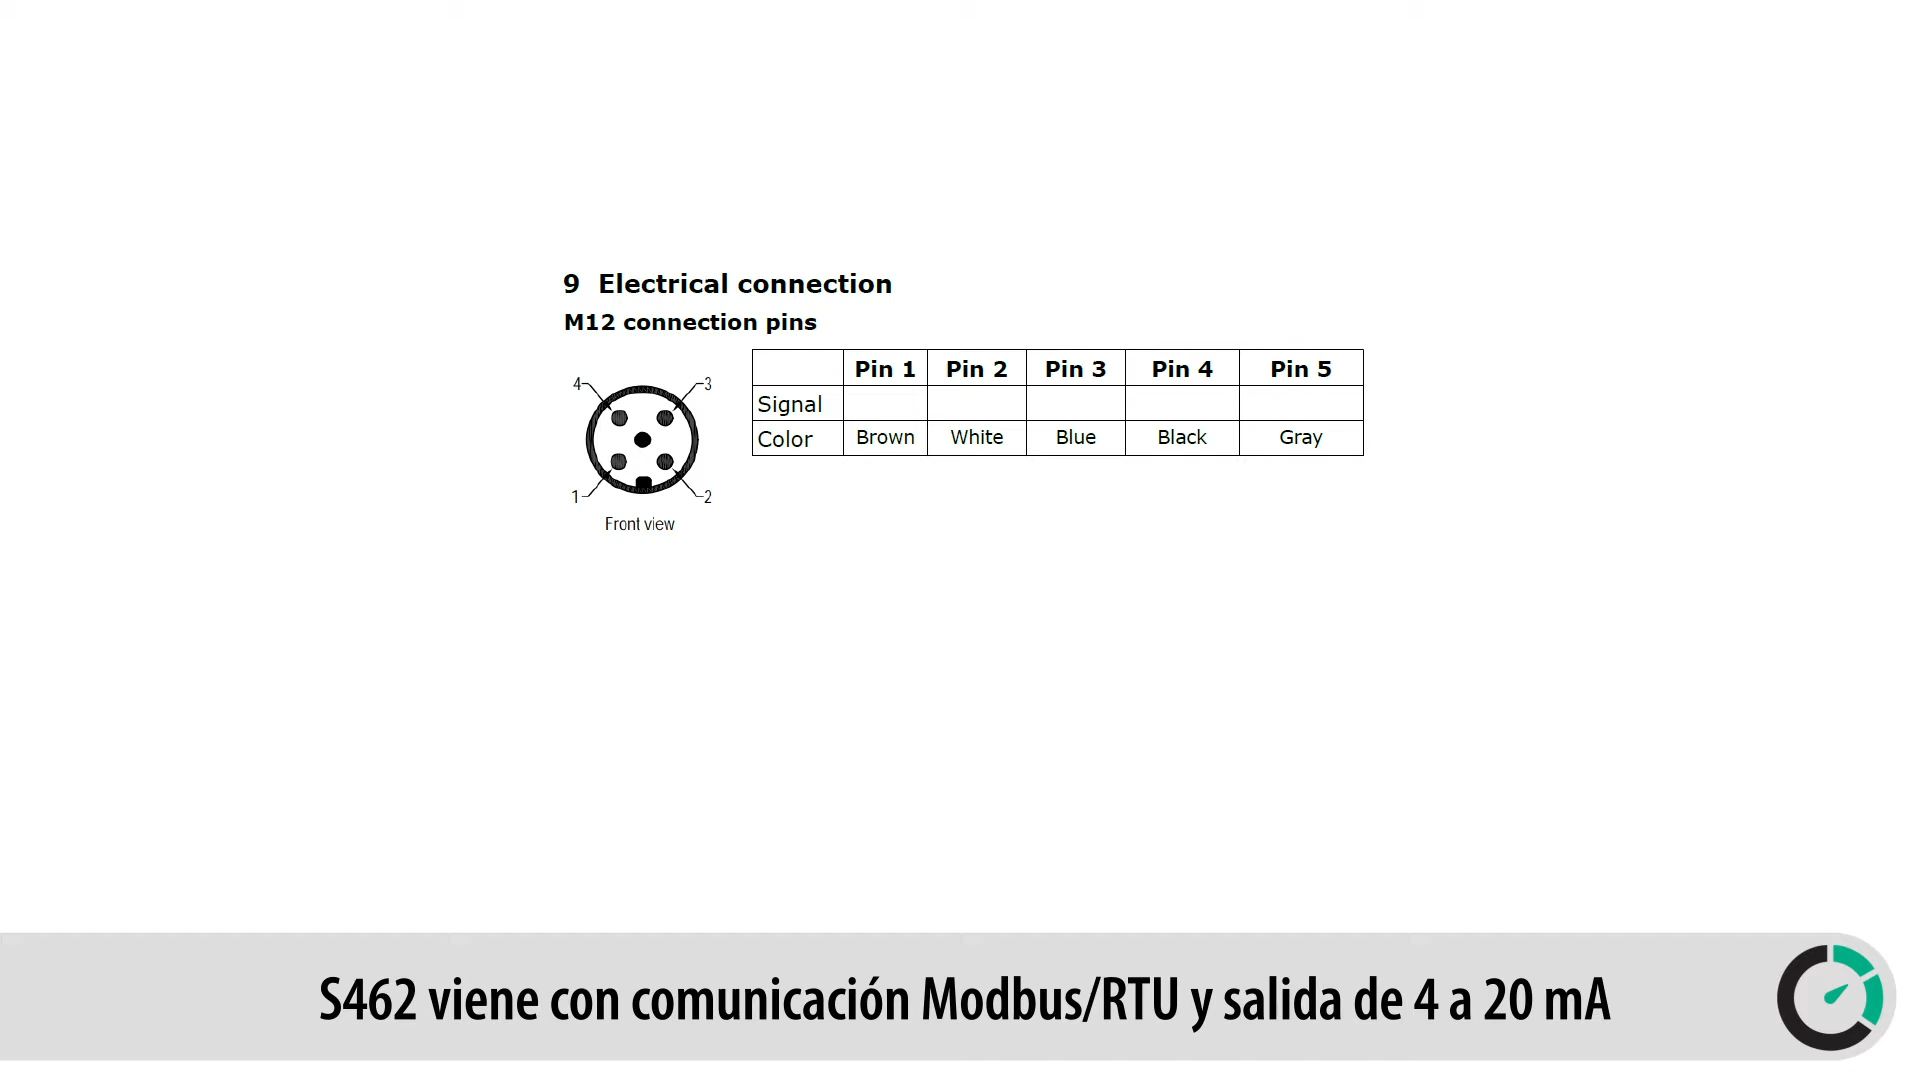 9 Electrical connection
M12 connection pins
4 3
1 2
Front view
Pin 1 Pin 2 Pin 3 Pin 4 Pin 5
Signal
Color Brown White Blue Black Gray
S462 viene con comunicación Modbus/RTU y salida de 4 a 20 mA